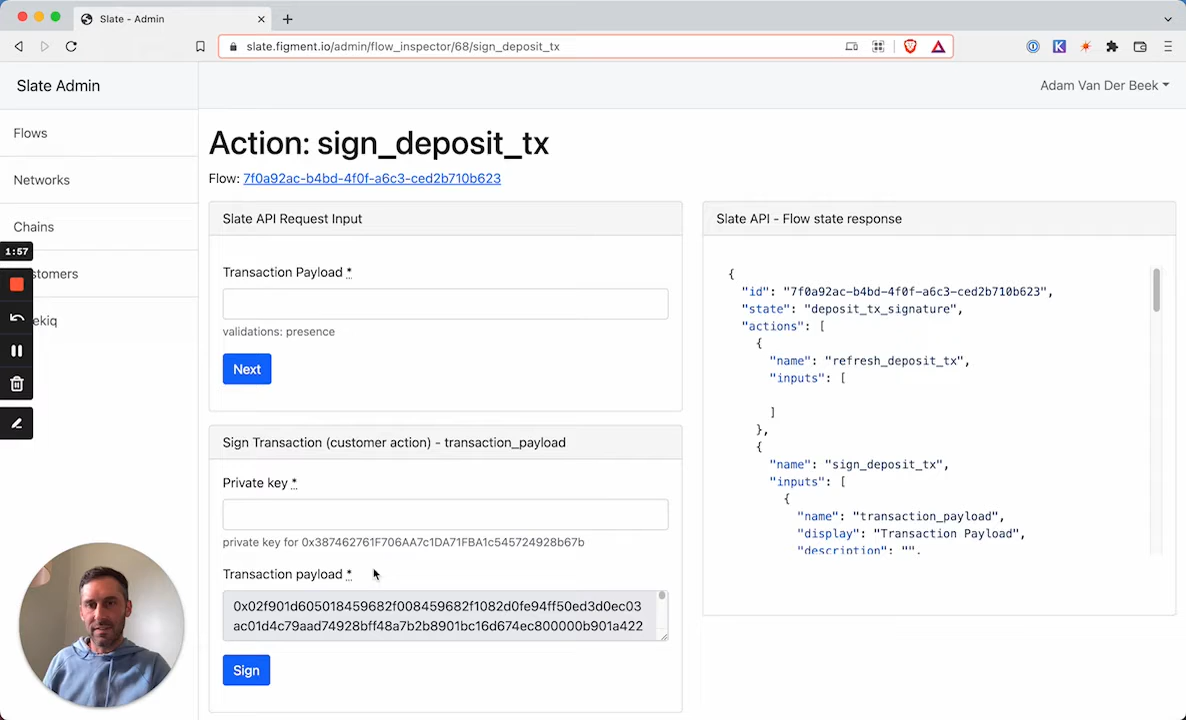 Slate - Admin
slate.figment.io/admin/flow_inspector/68/sign_deposit_tx
Slate Admin
Adam Van Der Beek
Flows
Networks
Chains
1:57
stomers
ekiq
Action: sign_deposit_tx
Flow: 7f0a92ac-b4bd-4f0f-a6c3-ced2b710b623
Slate API Request Input
Transaction Payload *
validations: presence
Next
Sign Transaction (customer action) - transaction_payload
Private key *
private key for 0x387462761F706AA7c1DA71FBA1c545724928b67b
Transaction payload *
0x02f901d605018459682f008459682f1082d0fe94ff50ed3d0ec03
ac01d4c79aad74928bff48a7b2b8901bc16d674ec800000b901a422
Sign
Slate API - Flow state response
{
"id": "7f0a92ac-b4bd-4f0f-a6c3-ced2b710b623",
"state": "deposit_tx_signature",
"actions": [
{
"name": "refresh_deposit_tx",
"inputs": [
]
},
{
"name": "sign_deposit_tx",
"inputs": [
{
"name": "transaction_payload",
"display": "Transaction Payload",
"description": "",